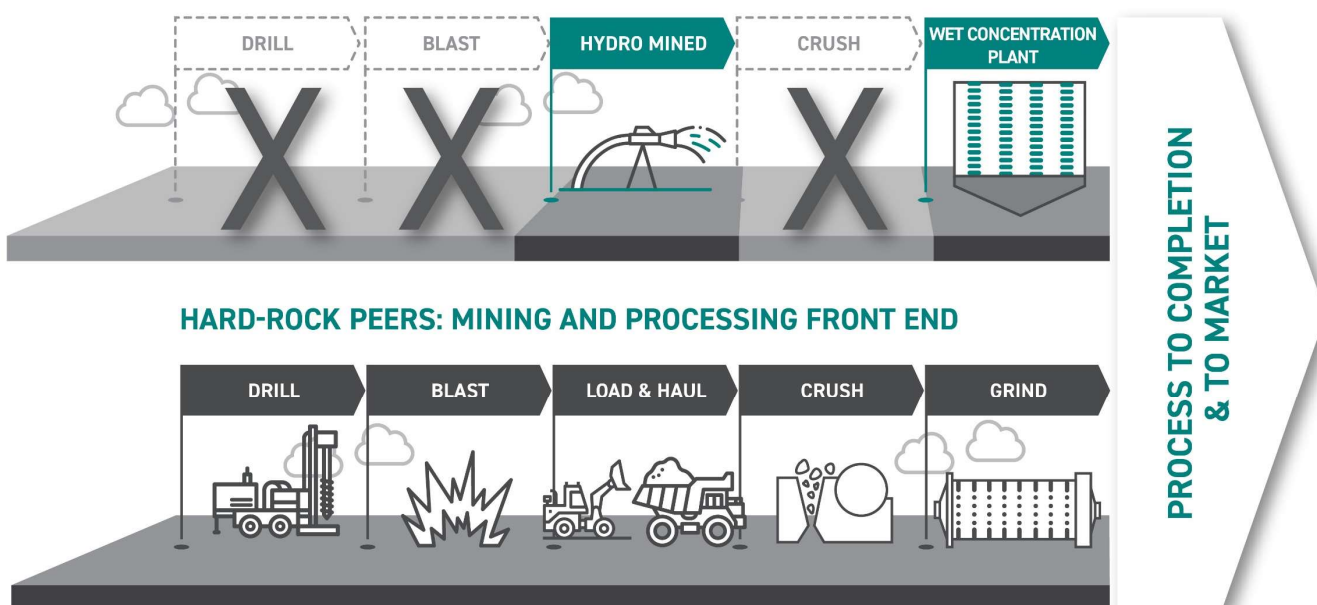 DRILL
BLAST
HYDRO MINED
CRUSH
WET CONCENTRATION
PLANT
HARD-ROCK PEERS: MINING AND PROCESSING FRONT END
DRILL
BLAST
LOAD & HAUL
CRUSH
GRIND
PROCESS TO COMPLETION
& TO MARKET